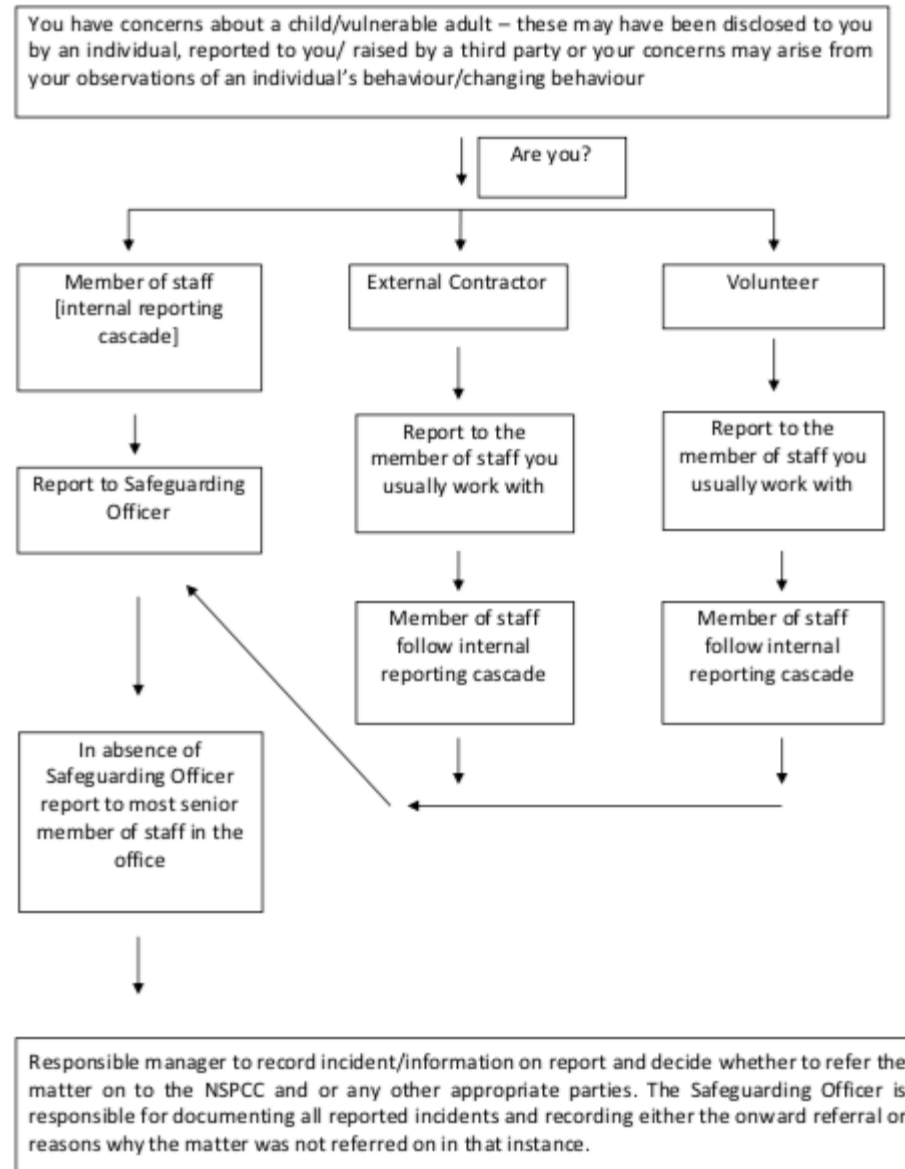 You have concerns about a child/vulnerable adult – these may have been disclosed to you
by an individual, reported to you/ raised by a third party or your concerns may arise from
your observations of an individual's behaviour/changing behaviour
Are you?
Member of staff
[internal reporting
cascade]
External Contractor
Volunteer
Report to Safeguarding
Officer
Report to the
member of staff you
usually work with
Report to the
member of staff you
usually work with
Member of staff
follow internal
reporting cascade
Member of staff
follow internal
reporting cascade
In absence of
Safeguarding Officer
report to most senior
member of staff in the
office
Responsible manager to record incident/information on report and decide whether to refer the
matter on to the NSPCC and or any other appropriate parties. The Safeguarding Officer is
responsible for documenting all reported incidents and recording either the onward referral or
reasons why the matter was not referred on in that instance.